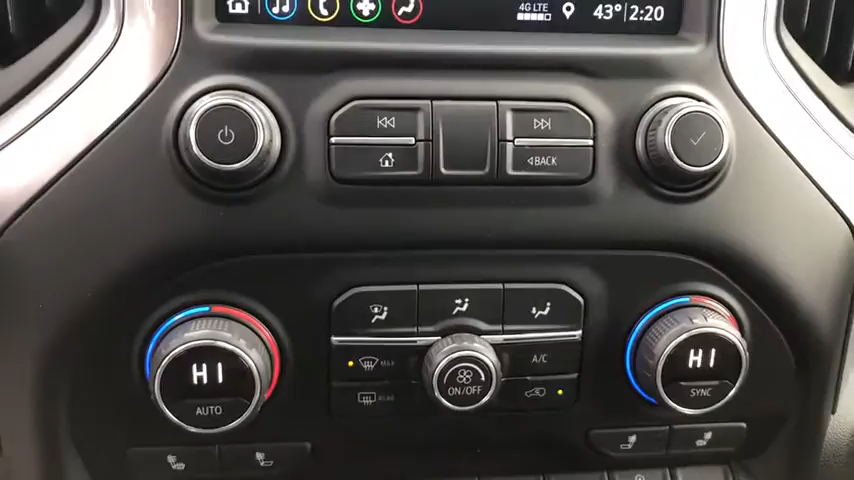 4G LTE 43° 2:20
BACK
HI
HI
MAX
A/C
ON/OFF
AUTO
SYNC
REAR